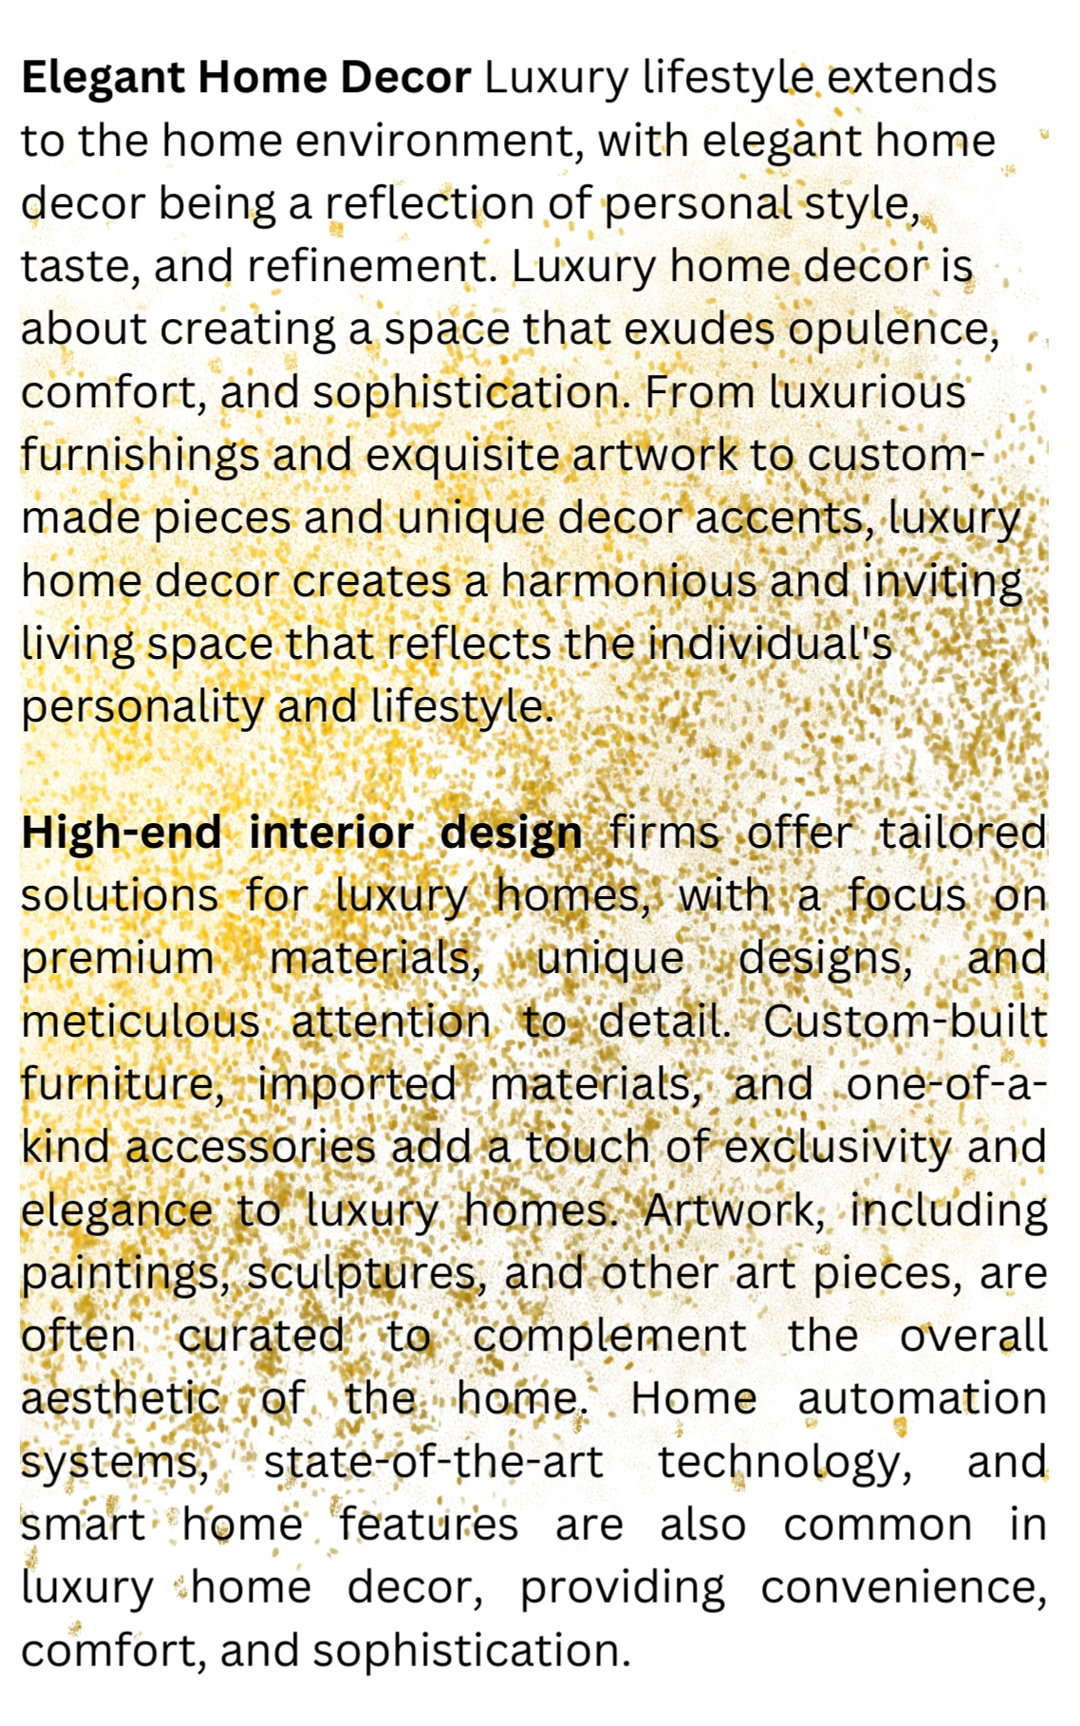 Elegant Home Decor Luxury lifestyle extends
to the home environment, with elegant home
decor being a reflection of personal style,
taste, and refinement. Luxury home decor is
about creating a space that exudes opulence,
comfort, and sophistication. From luxurious
furnishings and exquisite artwork to custom-
made pieces and unique decor accents, luxury
home decor creates a harmonious and inviting
living space that reflects the individual's
personality and lifestyle.
High-end interior design firms offer tailored
solutions for luxury homes, with a focus on
premium materials, unique designs, and
meticulous attention to detail. Custom-built
furniture, imported materials, and one-of-a-
kind accessories add a touch of exclusivity and
elegance to luxury homes. Artwork, including
paintings, sculptures, and other art pieces, are
often curated to complement the overall
aesthetic of the home. Home automation
systems, state-of-the-art technology, and
smart home features are also common in
luxury home decor, providing convenience,
comfort, and sophistication.